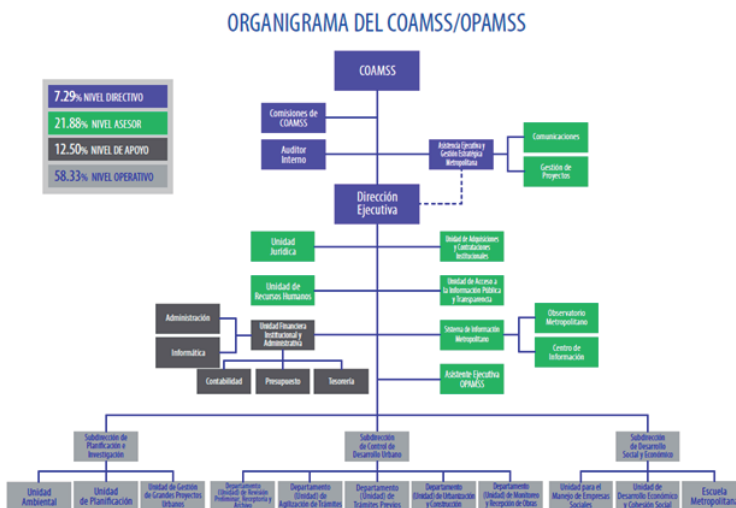 ORGANIGRAMA DEL COAMSS/OPAMSS
COAMSS
7.29% NIVEL DIRECTIVO
21.88% NIVEL ASESOR
12.50% NIVEL DE APOYO
58.33% NIVEL OPERATIVO
Comisiones de
COAMSS
Auditor
Interno
Asistencia Ejecutiva y
Gestión Estratégica
Metropolitana
Comunicaciones
Gestión de
Proyectos
Dirección
Ejecutiva
Unidad
Jurídica
Unidad de Adquisiciones
y Contrataciones
Institucionales
Unidad de
Recursos Humanos
Unidad de Acceso
a la Información Pública
y Transparencia
Administración
Informática
Unidad Financiera
Institucional y
Administrativa
Contabilidad
Presupuesto
Tesorería
Sistema de Información
Metropolitano
Observatorio
Metropolitano
Centro de
Información
Asistente Ejecutiva
OPAMSS
Subdirección de
Planificación e
Investigación
Subdirección
de Control de
Desarrollo Urbano
Subdirección
de Desarrollo
Social y Económico
Unidad
Ambiental
Unidad
de Planificación
Unidad de Gestión de
Grandes Proyectos
Urbanos
Departamento
(Unidad) de Revisión
Preliminar, Receptoría y
Archivo
Departamento
(Unidad) de
Agilización de Trámites
Departamento
(Unidad) de
Trámites Previos
Departamento
(Unidad) de Urbanización
y Construcción
Departamento
(Unidad) de Monitoreo
y Recepción de Obras
Unidad para el
Manejo de Empresas
Sociales
Unidad de
Desarrollo Económico
y Cohesión Social
Escuela
Metropolitana